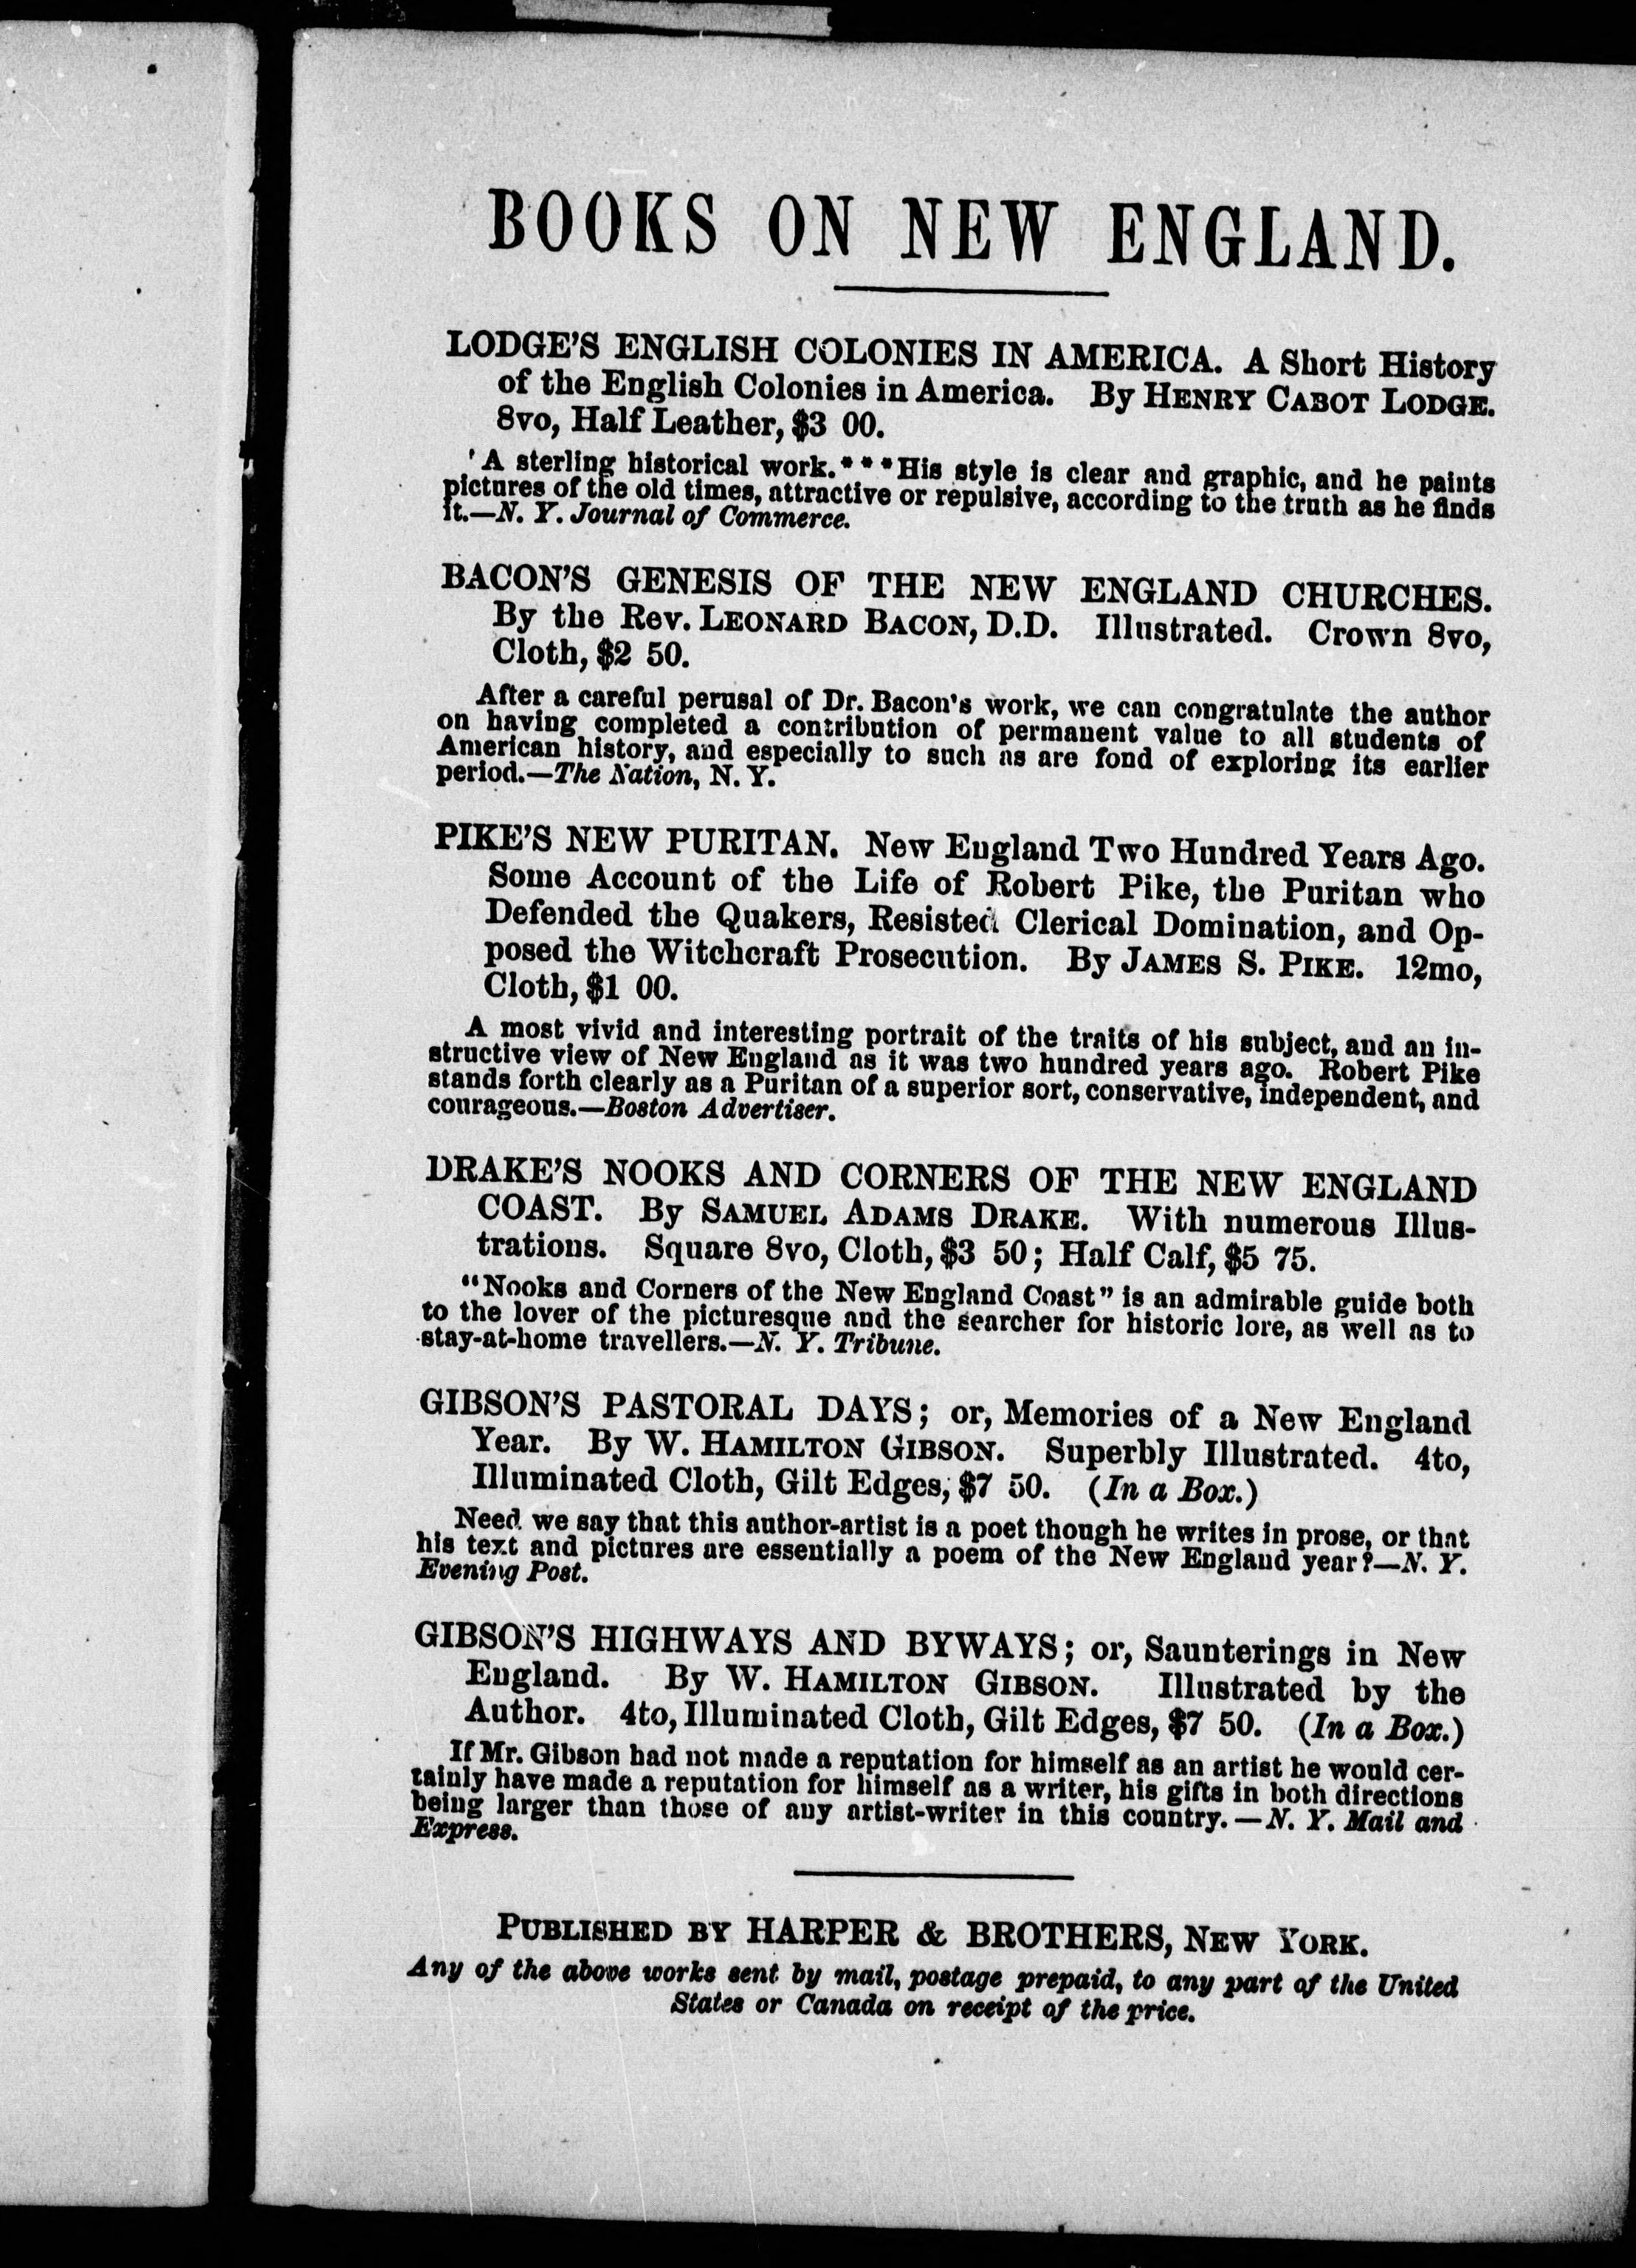 BOOKS ON NEW ENGLAND.
LODGE'S ENGLISH COLONIES IN AMERICA. A Short History
of the English Colonies in America. By HENRY CABOT LODGE.
8vo, Half Leather, $3 00.
'A sterling historical work.***His style is clear and graphic, and he paints
pictures of the old times, attractive or repulsive, according to the truth as he finds
it.—N. Y. Journal of Commerce.
BACON'S GENESIS OF THE NEW ENGLAND CHURCHES.
By the Rev. LEONARD BACON, D.D. Illustrated. Crown 8vo,
Cloth, $2 50.
After a careful perusal of Dr. Bacon's work, we can congratulate the author
on having completed a contribution of permanent value to all students of
American history, and especially to such as are fond of exploring its earlier
period.—The Nation, N. Y.
PIKE'S NEW PURITAN. New England Two Hundred Years Ago.
Some Account of the Life of Robert Pike, the Puritan who
Defended the Quakers, Resisted Clerical Domination, and Op-
posed the Witchcraft Prosecution. By JAMES S. PIKE. 12mo,
Cloth, $1 00.
A most vivid and interesting portrait of the traits of his subject, and an in-
structive view of New England as it was two hundred years ago. Robert Pike
stands forth clearly as a Puritan of a superior sort, conservative, independent, and
courageous.—Boston Advertiser.
DRAKE'S NOOKS AND CORNERS OF THE NEW ENGLAND
COAST. By SAMUEL ADAMS DRAKE. With numerous Illus-
trations. Square 8vo, Cloth, $3 50; Half Calf, $5 75.
"Nooks and Corners of the New England Coast" is an admirable guide both
to the lover of the picturesque and the searcher for historic lore, as well as to
stay-at-home travellers.—N. Y. Tribune.
GIBSON'S PASTORAL DAYS; or, Memories of a New England
Year. By W. HAMILTON GIBSON. Superbly Illustrated. 4to,
Illuminated Cloth, Gilt Edges, $7 50. (In a Box.)
Need we say that this author-artist is a poet though he writes in prose, or that
his text and pictures are essentially a poem of the New England year?—N. Y.
Evening Post.
GIBSON'S HIGHWAYS AND BYWAYS; or, Saunterings in New
England. By W. HAMILTON GIBSON. Illustrated by the
Author. 4to, Illuminated Cloth, Gilt Edges, $7 50. (In a Box.)
If Mr. Gibson had not made a reputation for himself as an artist he would cer-
tainly have made a reputation for himself as a writer, his gifts in both directions
being larger than those of any artist-writer in this country.—N. Y. Mail and
Express.
PUBLISHED BY HARPER & BROTHERS, NEW YORK.
Any of the above works sent by mail, postage prepaid, to any part of the United
States or Canada on receipt of the price.